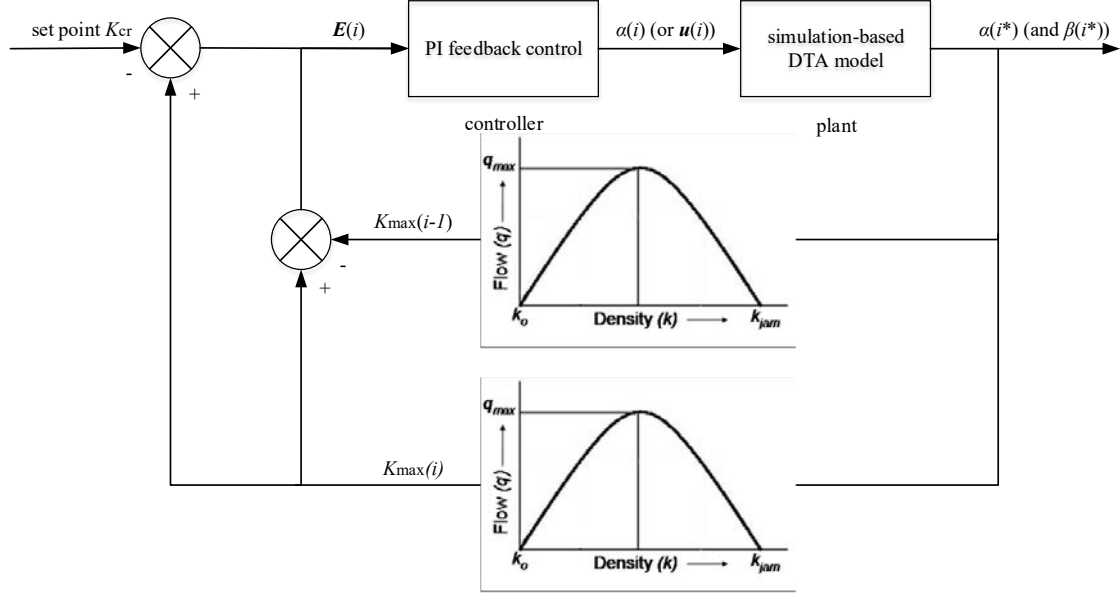 set point Kcr
-
+
E(i)
PI feedback control
α(i) (or u(i))
simulation-based
DTA model
α(i*) (and β(i*))
controller
plant
qmax
Flow (q)
ko
Density (k)
kjam
Kmax(i-1)
-
+
qmax
Flow (q)
ko
Density (k)
kjam
Kmax(i)